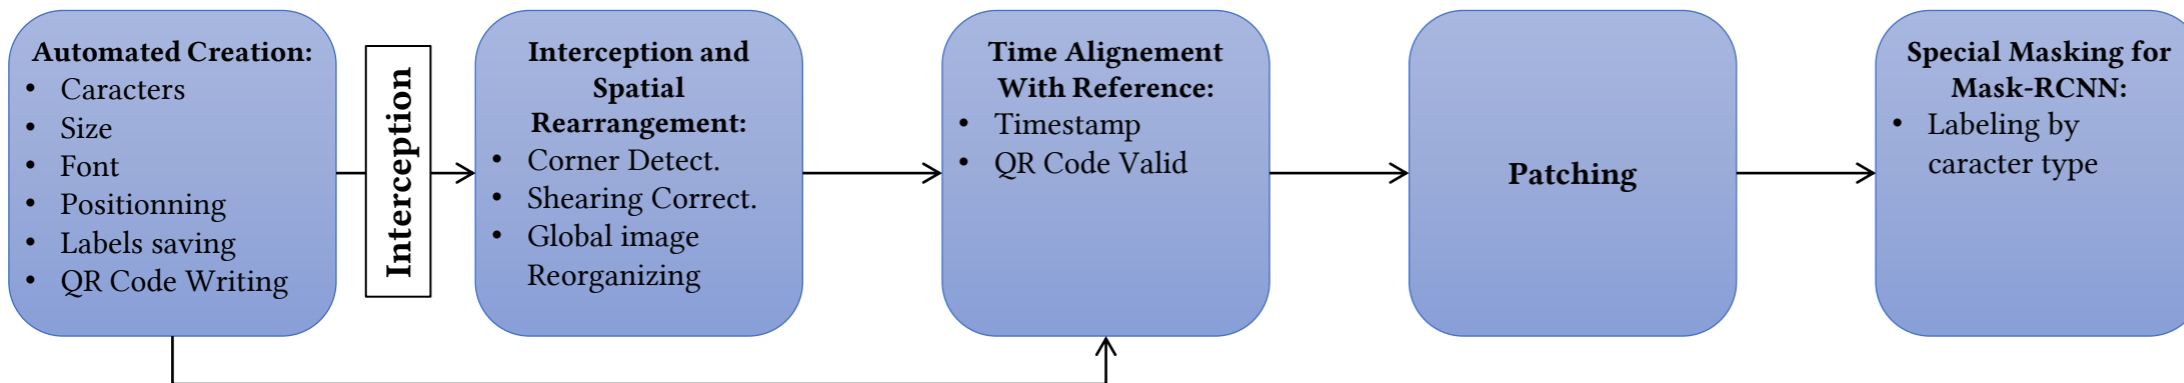 Automated Creation:
• Caracters
• Size
• Font
• Positionning
• Labels saving
• QR Code Writing
Interception
Interception and
Spatial
Rearrangement:
• Corner Detect.
• Shearing Correct.
• Global image
Reorganizing
Time Alignement
With Reference:
• Timestamp
• QR Code Valid
Patching
Special Masking for
Mask-RCNN:
• Labeling by
caracter type